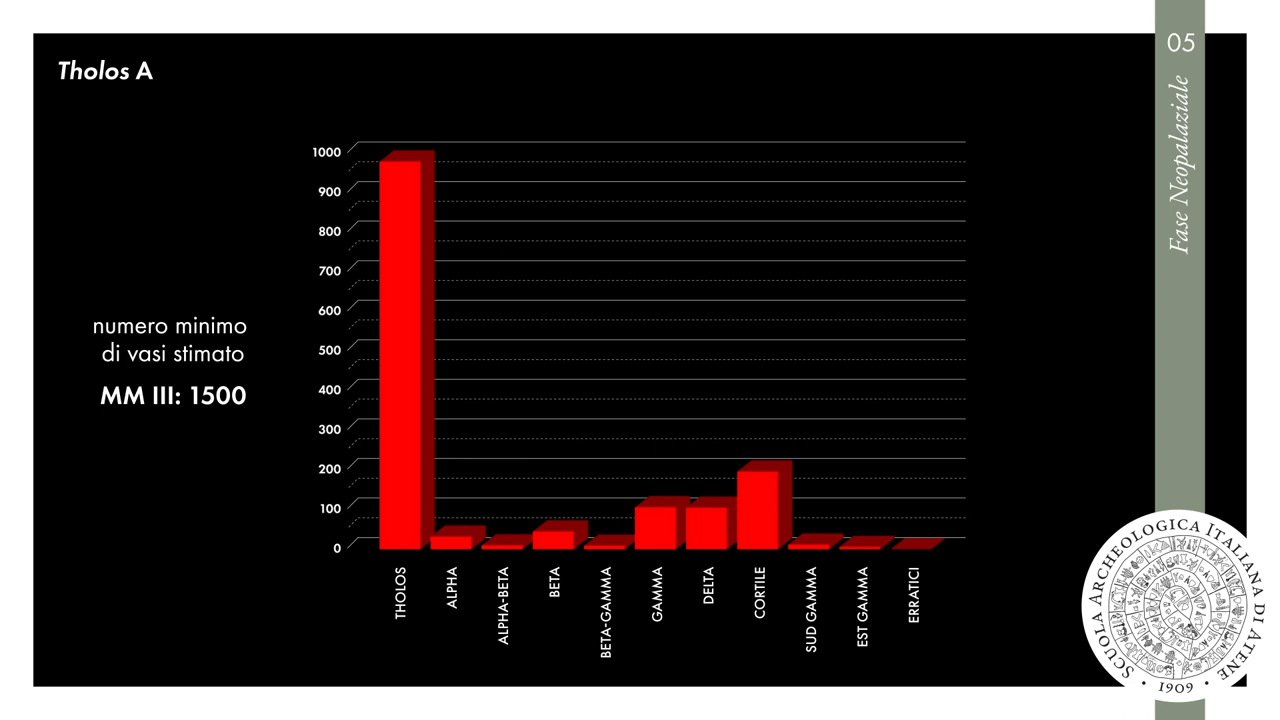 Tholos A
05
Fase Neopalaziale
numero minimo
di vasi stimato
MM III: 1500
1000
900
800
700
600
500
400
300
200
100
0
THOLOS
ALPHA
ALPHA-BETA
BETA
BETA-GAMMA
GAMMA
DELTA
CORTILE
SUD GAMMA
EST GAMMA
ERRATICI
SCUOLA ARCHEOLOGICA ITALIANA DI ATENE
• 1909 •